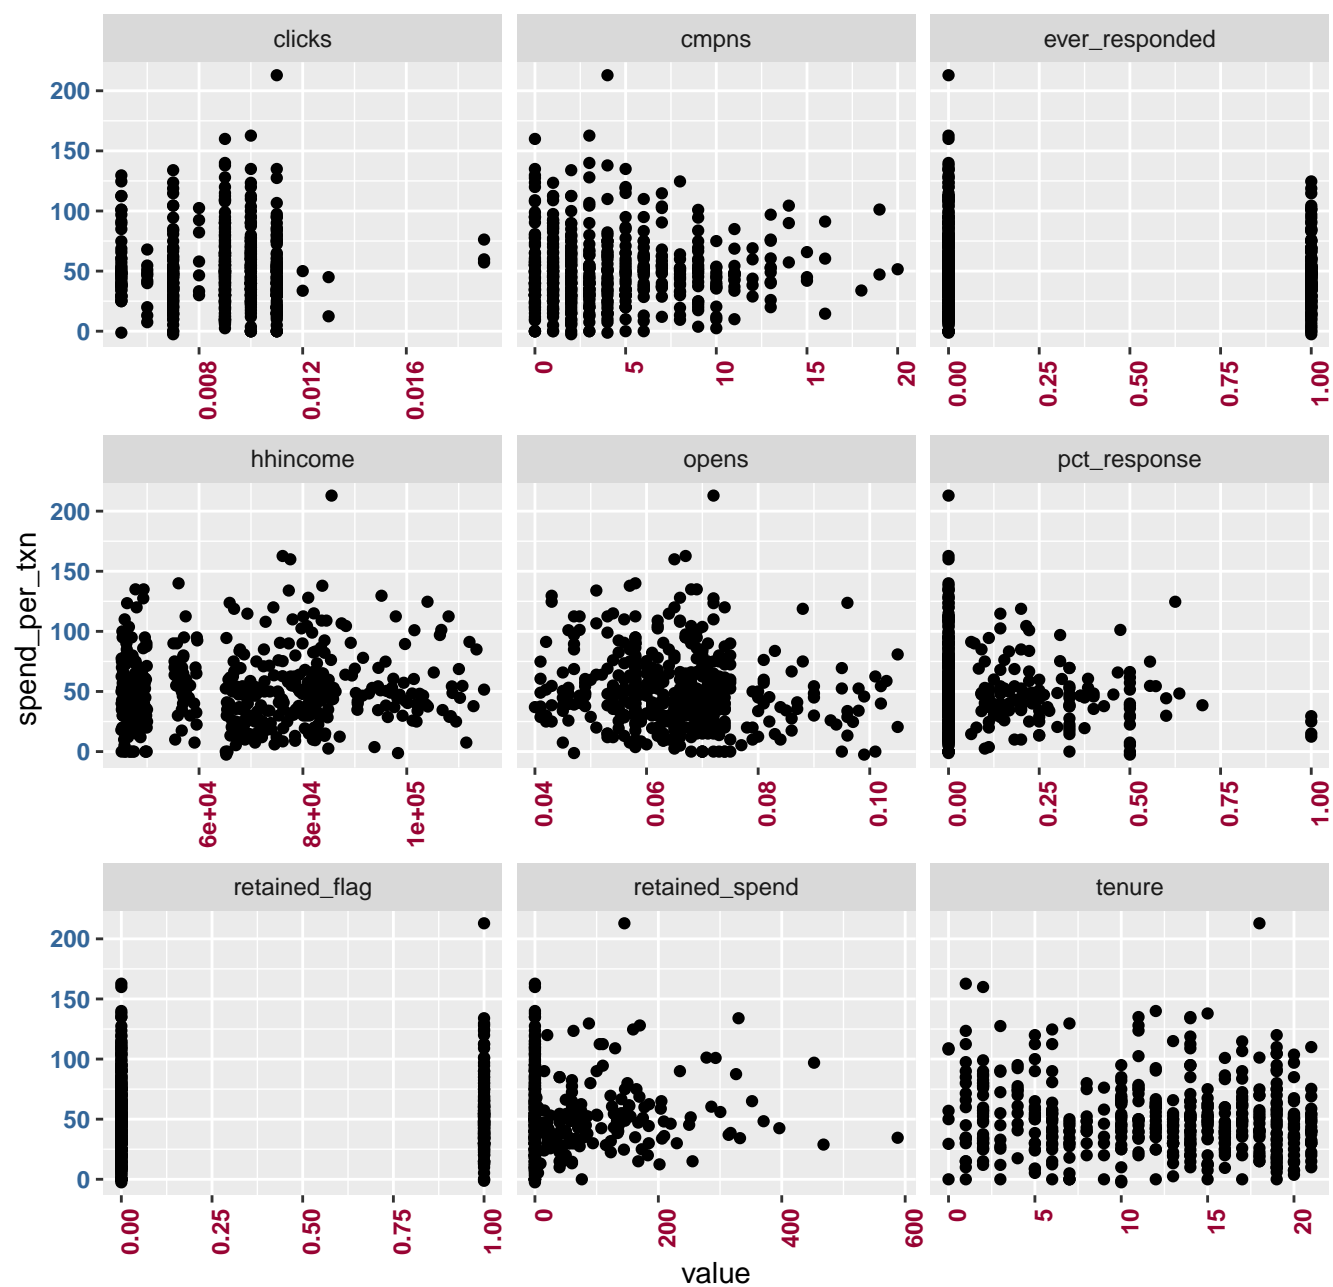 clicks cmpns ever_responded
200
150
100
50
0
0.008 0.012 0.016 0 5 10 15 20 0.00 0.25 0.50 0.75 1.00
hhincome opens pct_response
spend_per_txn
200
150
100
50
0
6e+04 8e+04 1e+05 0.04 0.06 0.08 0.10 0.00 0.25 0.50 0.75 1.00
retained_flag retained_spend tenure
200
150
100
50
0
0.00 0.25 0.50 0.75 1.00 0 200 400 600 0 5 10 15 20
value